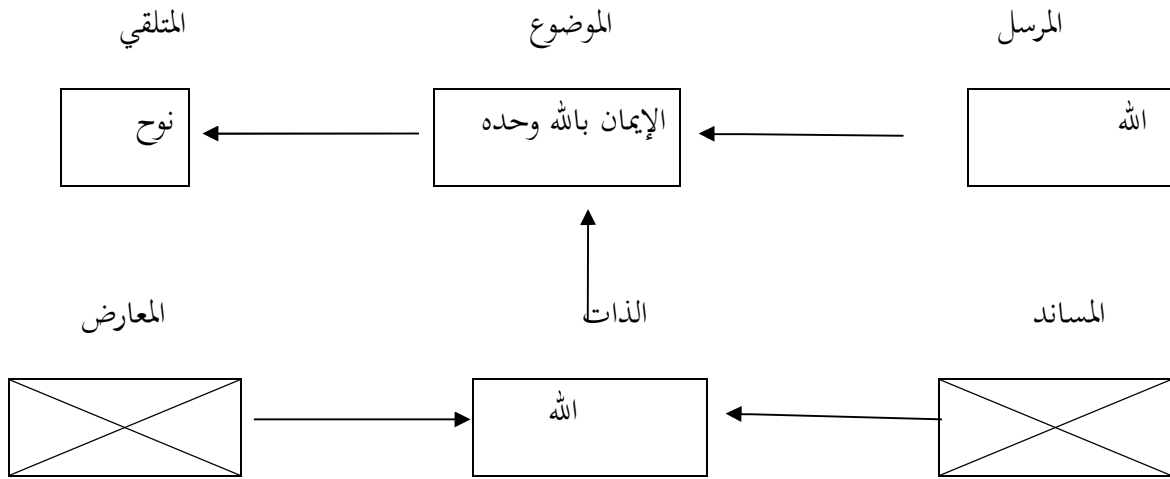 المرسل الموضوع المتلقي
الله الإيمان بالله وحده نوح
المساند الذات المعارض
الله